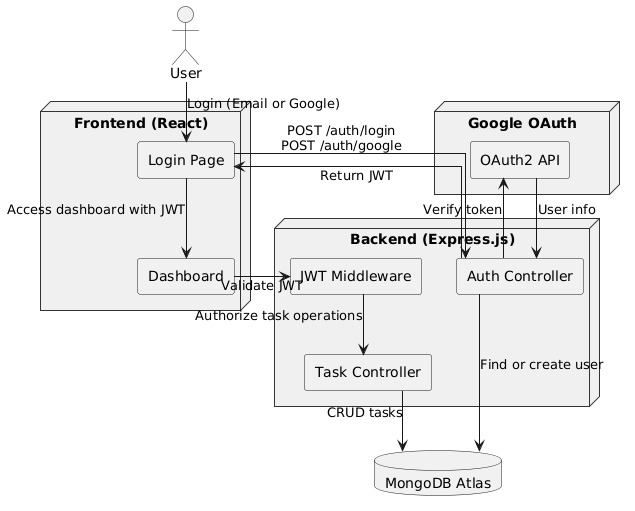 User
Login (Email or Google)
Frontend (React)
Google OAuth
POST /auth/login
POST /auth/google
Login Page
OAuth2 API
Return JWT
Access dashboard with JWT
Verify token
User info
Backend (Express.js)
Dashboard
Validate JWT
JWT Middleware
Auth Controller
Authorize task operations
Find or create user
Task Controller
CRUD tasks
MongoDB Atlas